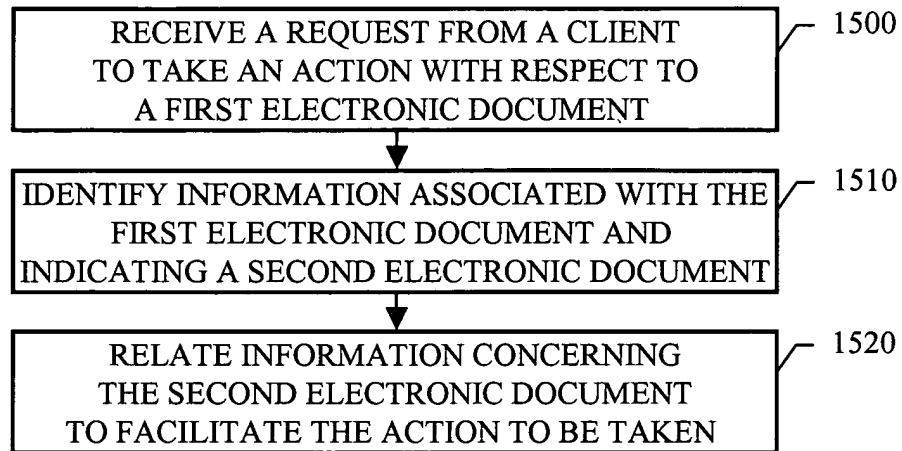 RECEIVE A REQUEST FROM A CLIENT
TO TAKE AN ACTION WITH RESPECT TO
A FIRST ELECTRONIC DOCUMENT
1500
IDENTIFY INFORMATION ASSOCIATED WITH THE
FIRST ELECTRONIC DOCUMENT AND
INDICATING A SECOND ELECTRONIC DOCUMENT
1510
RELATE INFORMATION CONCERNING
THE SECOND ELECTRONIC DOCUMENT
TO FACILITATE THE ACTION TO BE TAKEN
1520